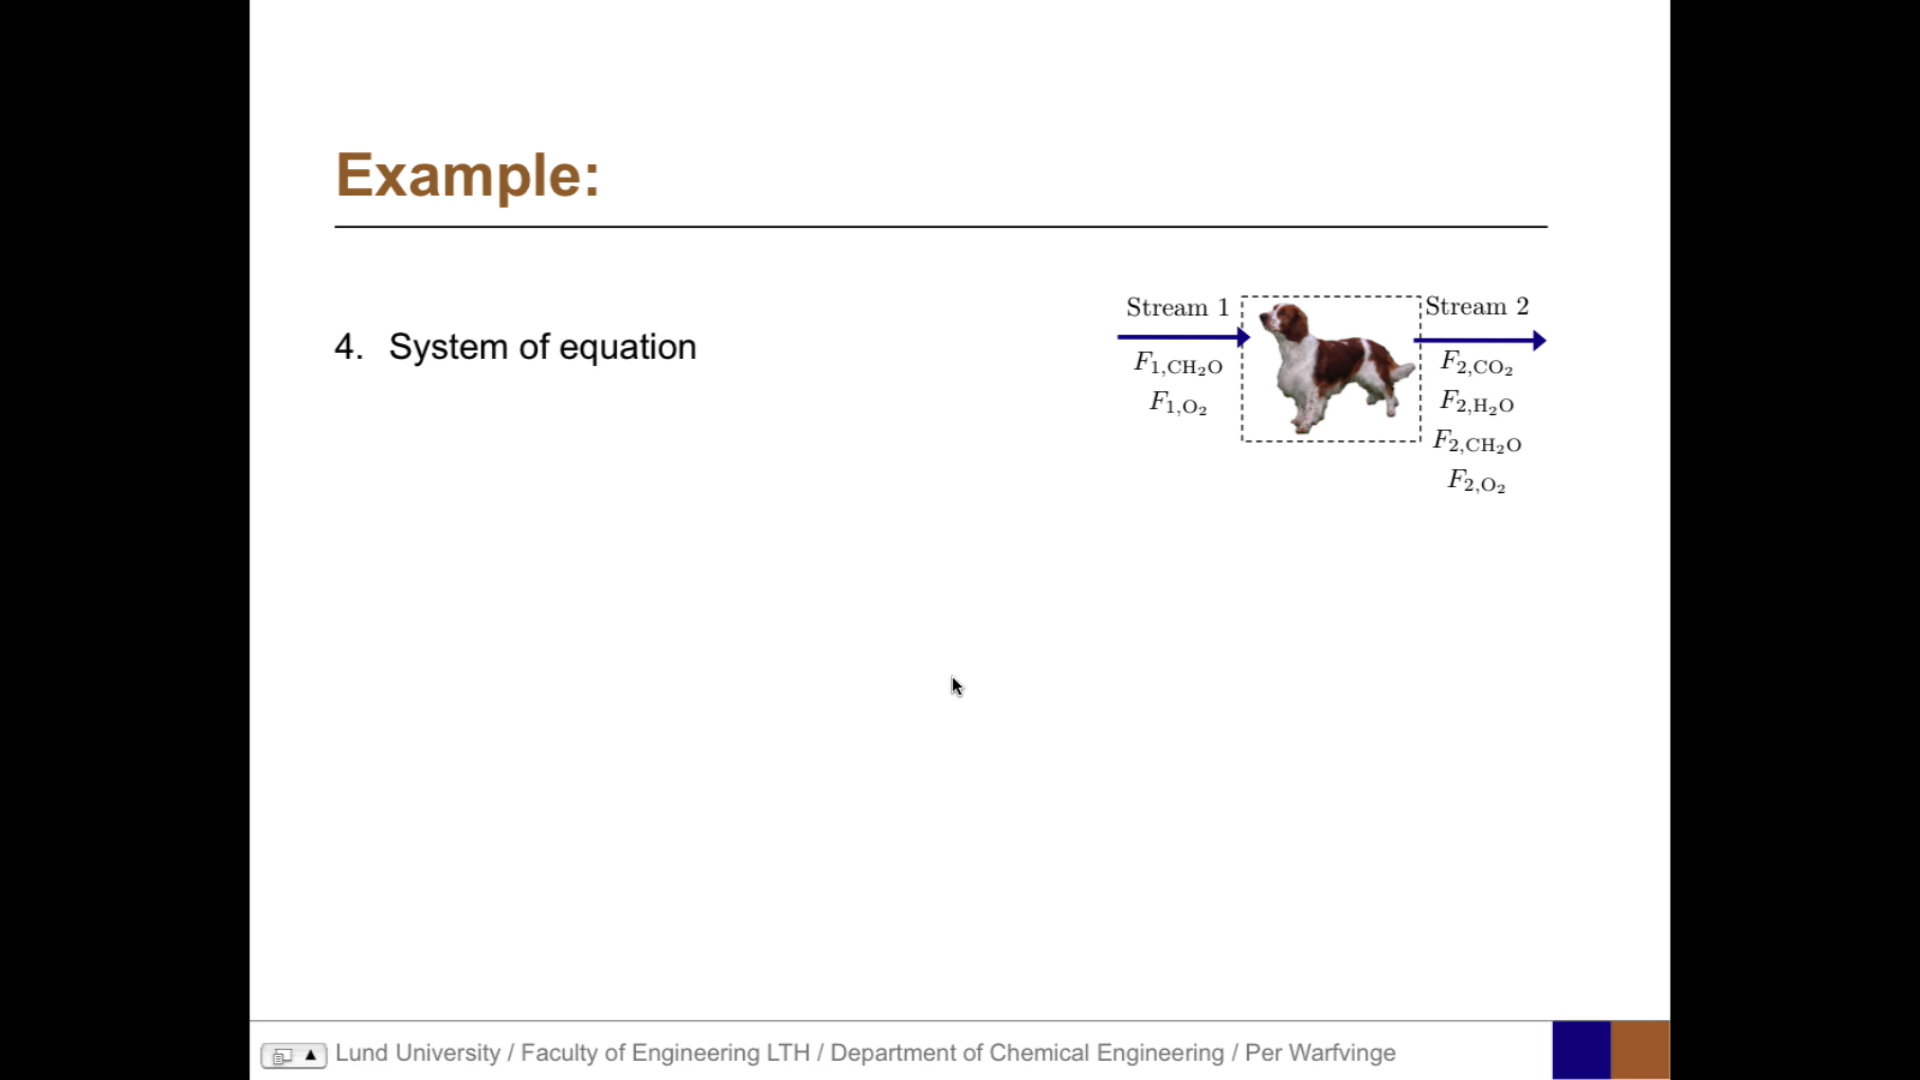 Example:
4. System of equation
Stream 1
F1,CH2O
F1,O2
Stream 2
F2,CO2
F2,H2O
F2,CH2O
F2,O2
Lund University / Faculty of Engineering LTH / Department of Chemical Engineering / Per Warfvinge